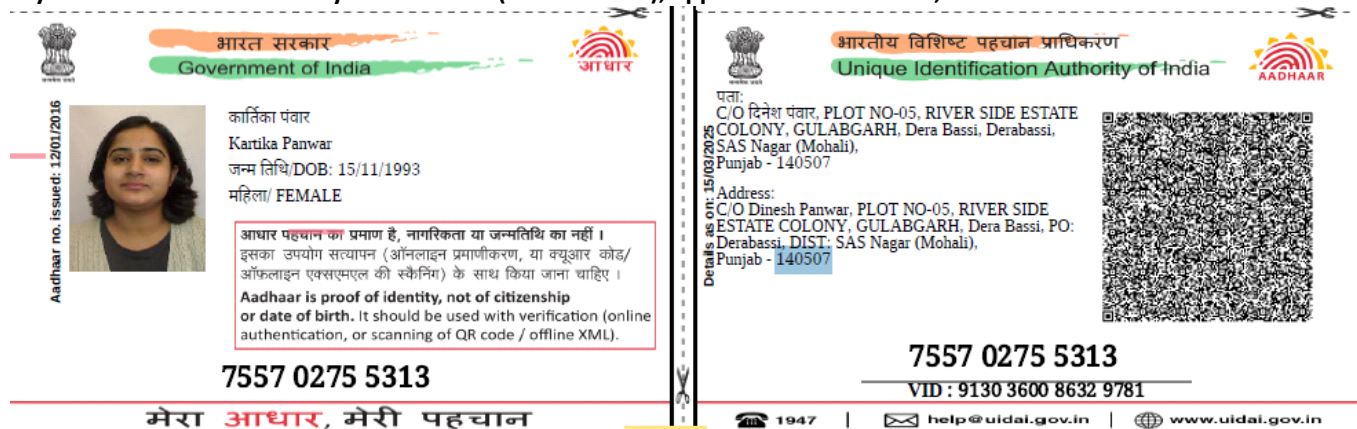 भारत सरकार
Government of India
आधार
Aadhaar no. issued: 12/01/2016
कार्तिका पंवार
Kartika Panwar
जन्म तिथि/DOB: 15/11/1993
महिला/ FEMALE
आधार पहचान का प्रमाण है, नागरिकता या जन्मतिथि का नहीं ।
इसका उपयोग सत्यापन (ऑनलाइन प्रमाणीकरण, या क्यूआर कोड/
ऑफ़लाइन एक्सएमएल की स्कैनिंग) के साथ किया जाना चाहिए ।
Aadhaar is proof of identity, not of citizenship
or date of birth. It should be used with verification (online
authentication, or scanning of QR code / offline XML).
7557 0275 5313
मेरा आधार, मेरी पहचान
भारतीय विशिष्ट पहचान प्राधिकरण
Unique Identification Authority of India
AADHAAR
Details as on: 15/03/2025
पता:
C/O दिनेश पंवार, PLOT NO-05, RIVER SIDE ESTATE
COLONY, GULABGARH, Dera Bassi, Derabassi,
SAS Nagar (Mohali),
Punjab - 140507
Address:
C/O Dinesh Panwar, PLOT NO-05, RIVER SIDE
ESTATE COLONY, GULABGARH, Dera Bassi, PO:
Derabassi, DIST: SAS Nagar (Mohali),
Punjab - 140507
7557 0275 5313
VID : 9130 3600 8632 9781
1947 | help@uidai.gov.in | www.uidai.gov.in